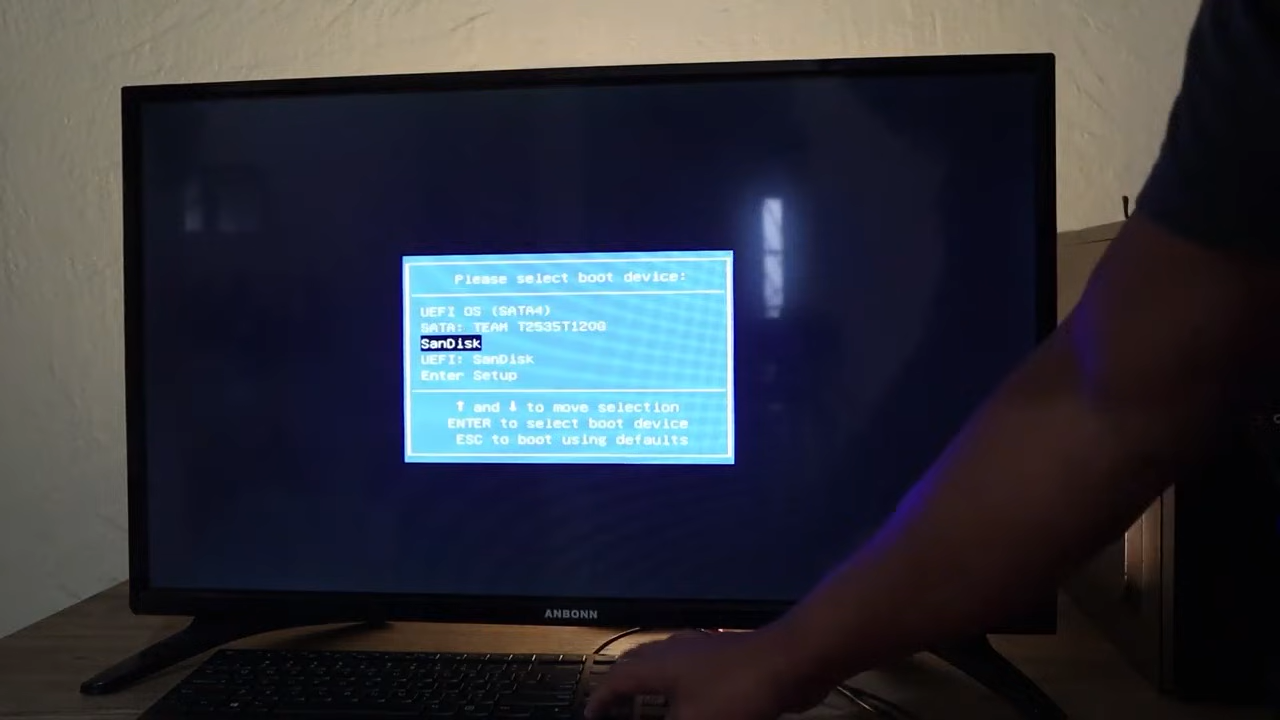 Please select boot device:
UEFI OS (SATA4)
SATA: TEAM T2535T120G
SanDisk
UEFI: SanDisk
Enter Setup
↑ and ↓ to move selection
ENTER to select boot device
ESC to boot using defaults
ANBONN